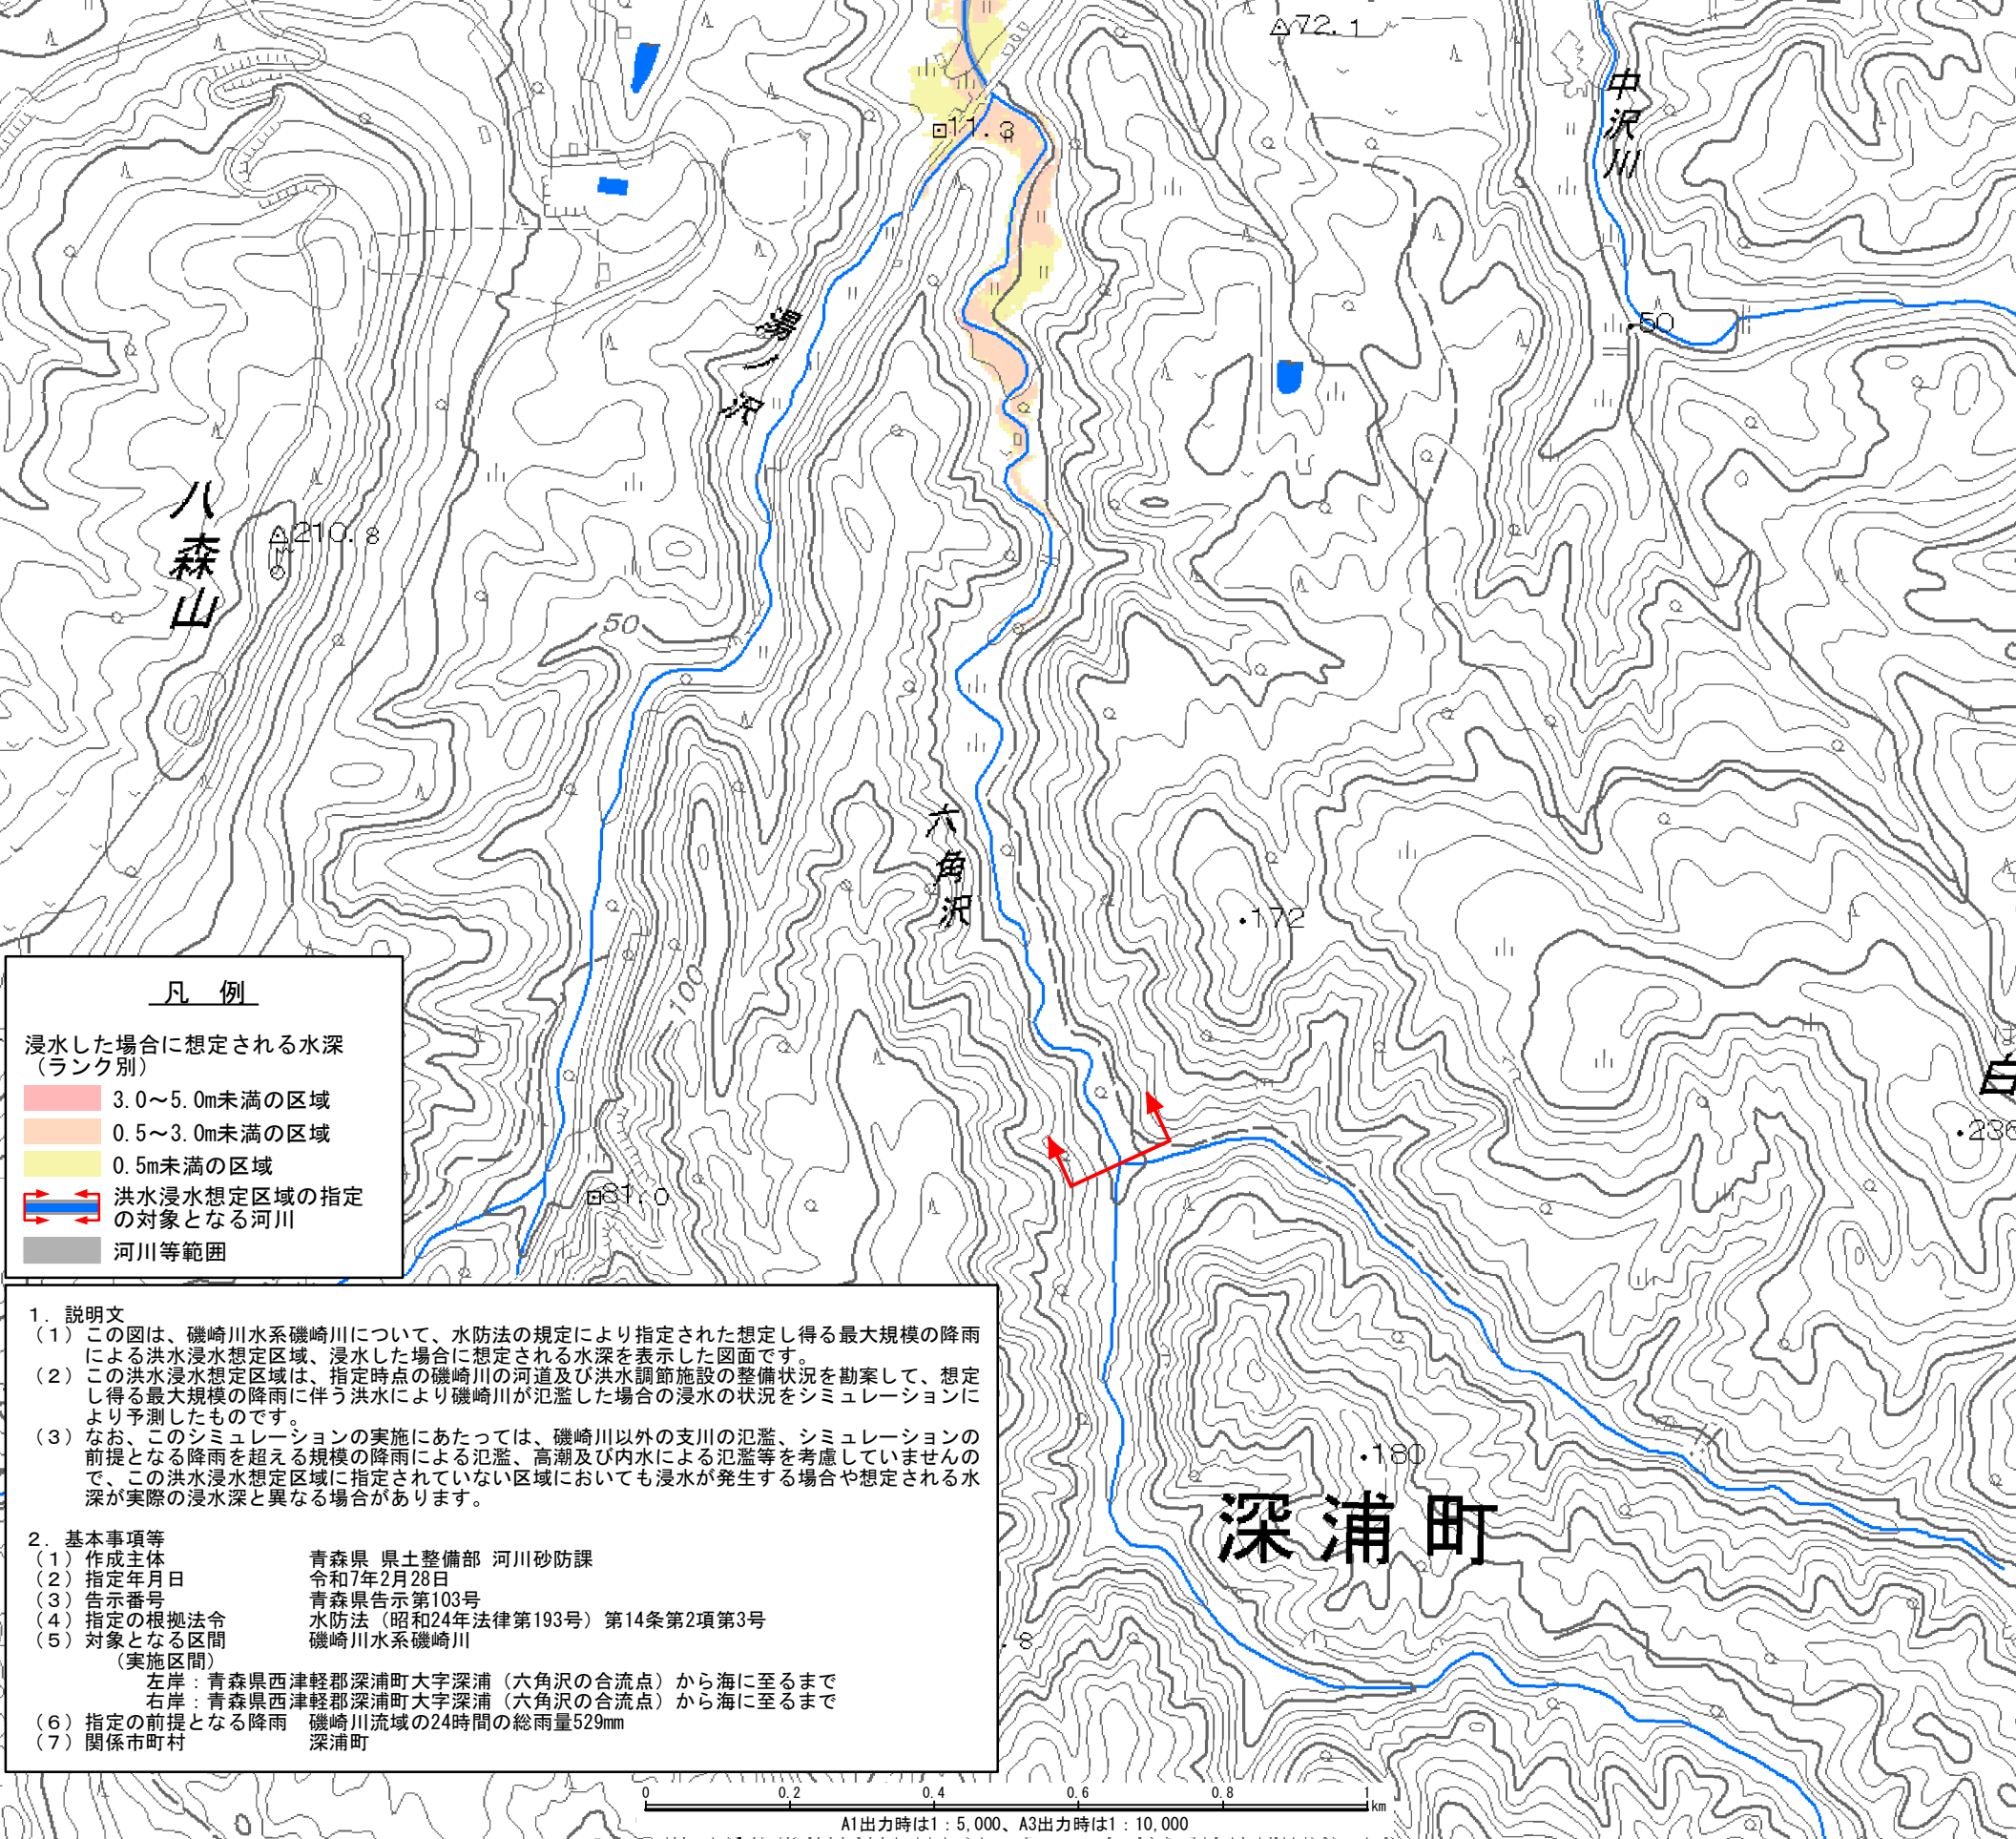 72.1
中沢川
11.3
50
湯ノ沢
八森山
210.8
50
六角沢
172
100
白
236
81.0
180
深浦町
8
凡 例
浸水した場合に想定される水深
（ランク別）
3.0～5.0m未満の区域
0.5～3.0m未満の区域
0.5m未満の区域
洪水浸水想定区域の指定
の対象となる河川
河川等範囲
1．説明文
（1）この図は、磯崎川水系磯崎川について、水防法の規定により指定された想定し得る最大規模の降雨
による洪水浸水想定区域、浸水した場合に想定される水深を表示した図面です。
（2）この洪水浸水想定区域は、指定時点の磯崎川の河道及び洪水調節施設の整備状況を勘案して、想定
し得る最大規模の降雨に伴う洪水により磯崎川が氾濫した場合の浸水の状況をシミュレーションに
より予測したものです。
（3）なお、このシミュレーションの実施にあたっては、磯崎川以外の支川の氾濫、シミュレーションの
前提となる降雨を超える規模の降雨による氾濫、高潮及び内水による氾濫等を考慮していませんの
で、この洪水浸水想定区域に指定されていない区域においても浸水が発生する場合や想定される水
深が実際の浸水深と異なる場合があります。
2．基本事項等
（1）作成主体 青森県 県土整備部 河川砂防課
（2）指定年月日 令和7年2月28日
（3）告示番号 青森県告示第103号
（4）指定の根拠法令 水防法（昭和24年法律第193号）第14条第2項第3号
（5）対象となる区間 磯崎川水系磯崎川
（実施区間）
左岸：青森県西津軽郡深浦町大字深浦（六角沢の合流点）から海に至るまで
右岸：青森県西津軽郡深浦町大字深浦（六角沢の合流点）から海に至るまで
（6）指定の前提となる降雨 磯崎川流域の24時間の総雨量529mm
（7）関係市町村 深浦町
0 0.2 0.4 0.6 0.8 1 km
A1出力時は1：5,000、A3出力時は1：10,000